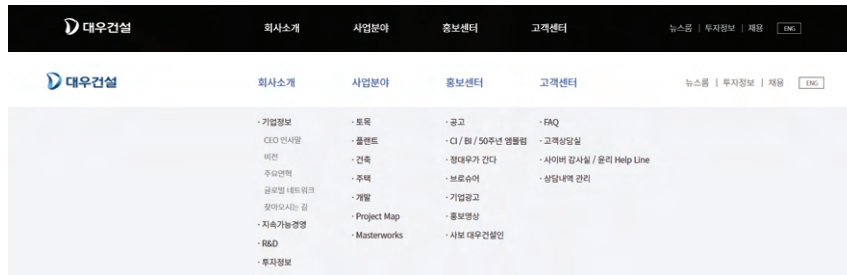 대우건설 회사소개 사업분야 홍보센터 고객센터 뉴스룸 | 투자정보 | 채용 ENG
대우건설 회사소개 사업분야 홍보센터 고객센터 뉴스룸 | 투자정보 | 채용 ENG
· 기업정보
CEO 인사말
비전
주요연혁
글로벌 네트워크
찾아오시는 길
· 지속가능경영
· R&D
· 투자정보
· 토목
· 플랜트
· 건축
· 주택
· 개발
· Project Map
· Masterworks
· 공고
· CI / BI / 50주년 엠블럼
· 정대우가 간다
· 브로슈어
· 기업광고
· 홍보영상
· 사보 대우건설인
· FAQ
· 고객상담실
· 사이버 감사실 / 윤리 Help Line
· 상담내역 관리